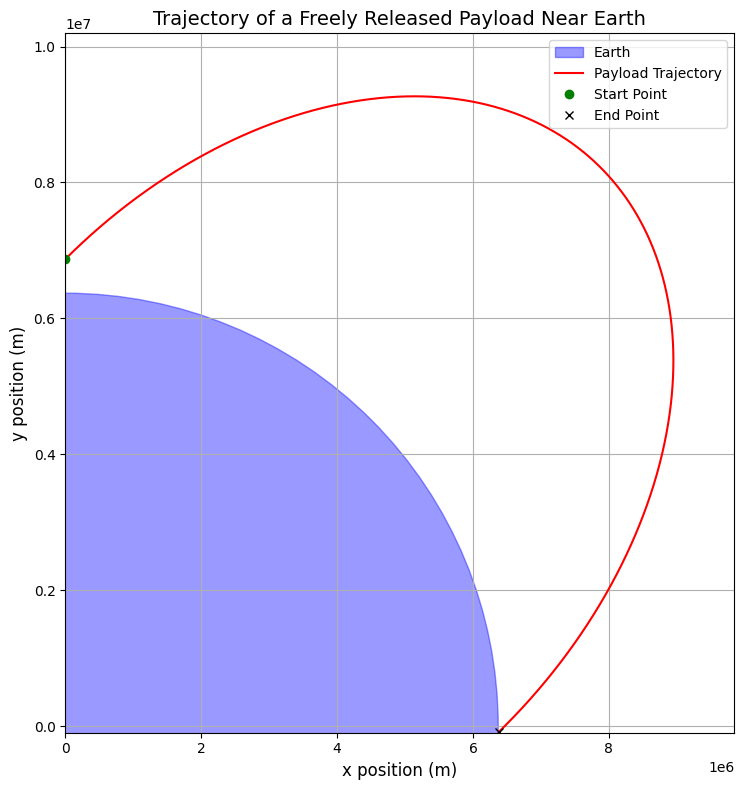 Trajectory of a Freely Released Payload Near Earth
1e7
1.0
0.8
0.6
0.4
0.2
0.0
y position (m)
Earth
Payload Trajectory
Start Point
End Point
0
2
4
6
8
1e6
x position (m)